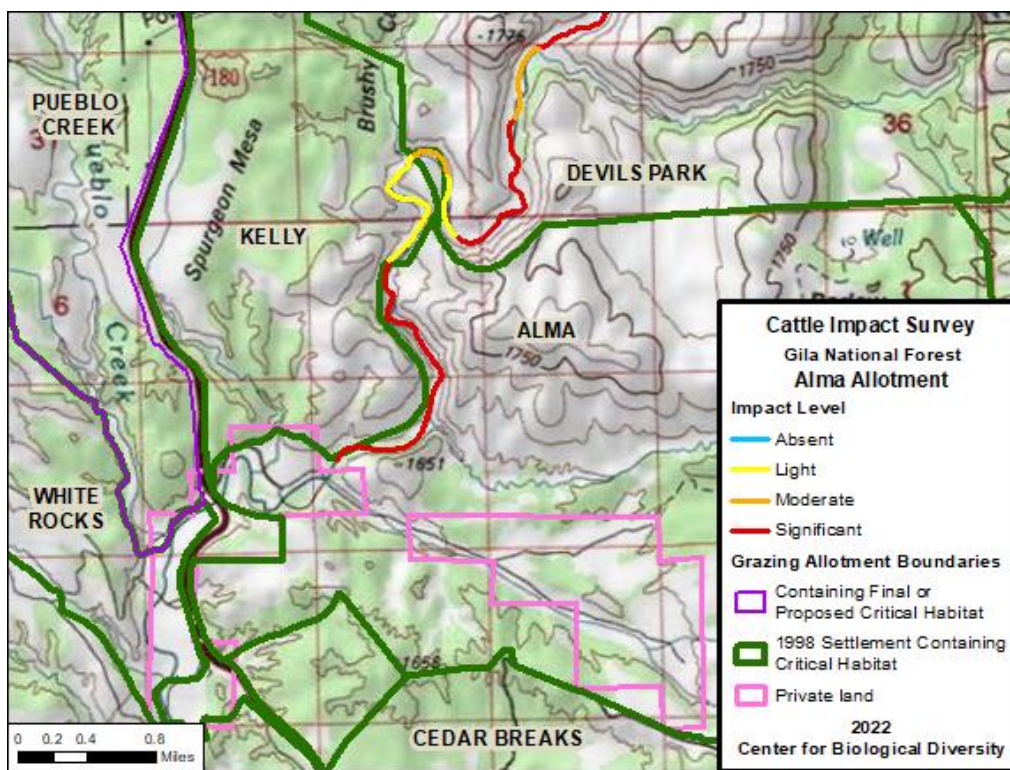 -1776
180
1750
PUEBLO
CREEK
Brushy
36
Spurgeon Mesa
DEVILS PARK
KELLY
1750
Well
6
Creek
ALMA
1750
-1651
WHITE
ROCKS
1658
CEDAR BREAKS
0 0.2 0.4 0.8
Miles
Cattle Impact Survey
Gila National Forest
Alma Allotment
Impact Level
Absent
Light
Moderate
Significant
Grazing Allotment Boundaries
Containing Final or
Proposed Critical Habitat
1998 Settlement Containing
Critical Habitat
Private land
2022
Center for Biological Diversity